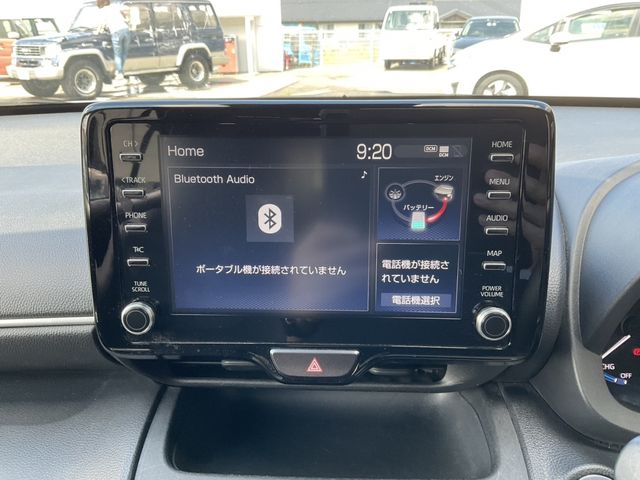 CH>
<TRACK
PHONE
TUNE
SCROLL
Home
9:20
DCM
DCM
Bluetooth Audio
♪
ポータブル機が接続されていません
エンジン
バッテリー
電話機が接続さ
れていません
電話機選択
HOME
MENU
AUDIO
MAP
POWER
VOLUME
CHG
OFF